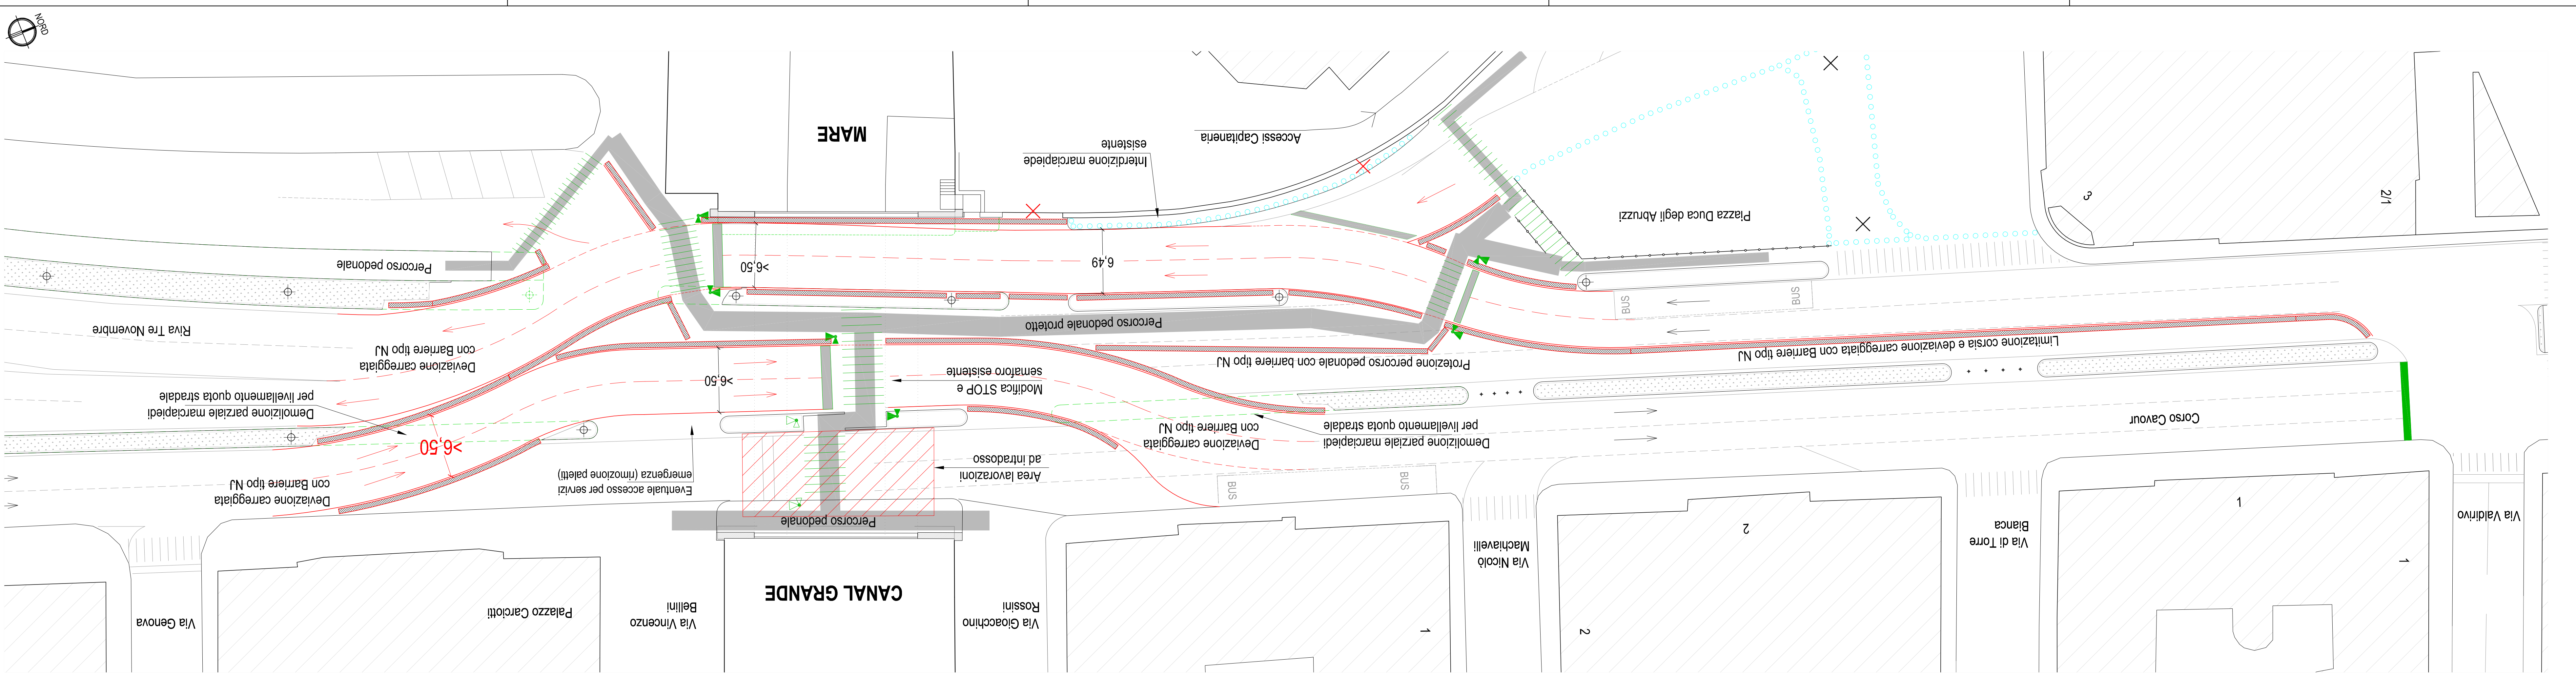 NORD
MARE
Percorso pedonale
Interdizione marciapiede
esistente
Accessi Capitaneria
Piazza Duca degli Abruzzi
3
2/1
>6,50
6,49
BUS
BUS
Riva Tre Novembre
Deviazione carreggiata
con Barriere tipo NJ
Percorso pedonale protetto
Protezione percorso pedonale con barriere tipo NJ
Limitazione corsia e deviazione carreggiata con Barriere tipo NJ
>6,50
Modifica STOP e
semaforo esistente
Demolizione parziale marciapiedi
per livellamento quota stradale
>6,50
Deviazione carreggiata
con Barriere tipo NJ
Demolizione parziale marciapiedi
per livellamento quota stradale
Corso Cavour
Deviazione carreggiata
con Barriere tipo NJ
Eventuale accesso per servizi
emergenza (rimozione paletti)
Area lavorazioni
ad intradosso
BUS
BUS
Percorso pedonale
Via Genova
Palazzo Carciotti
Via Vincenzo
Bellini
CANAL GRANDE
Via Gioacchino
Rossini
1
Via Nicolò
Machiavelli
2
2
Via di Torre
Bianca
1
1
Via Valdirivo